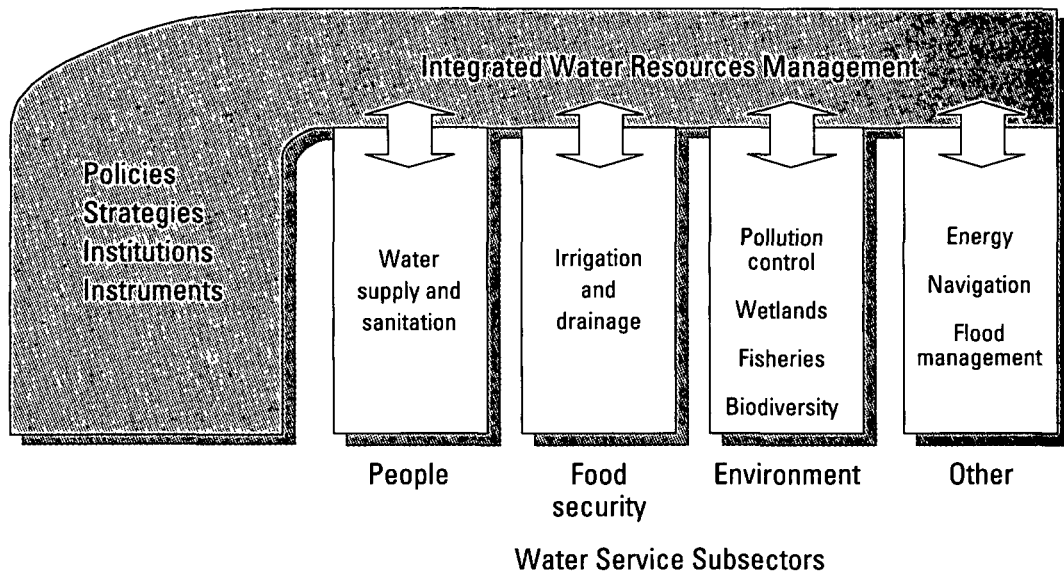 Integrated Water Resources Management
Policies
Strategies
Institutions
Instruments
Water
supply and
sanitation
Irrigation
and
drainage
Pollution
control
Wetlands
Fisheries
Biodiversity
Energy
Navigation
Flood
management
People
Food
security
Environment
Other
Water Service Subsectors